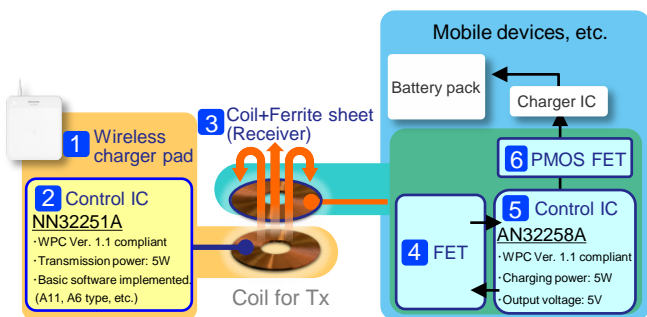 Mobile devices, etc.
Battery pack
Charger IC
1 Wireless
charger pad
3 Coil+Ferrite sheet
(Receiver)
6 PMOS FET
2 Control IC
NN32251A
・WPC Ver. 1.1 compliant
・Transmission power: 5W
・Basic software implemented.
(A11, A6 type, etc.)
Coil for Tx
4 FET
5 Control IC
AN32258A
・WPC Ver. 1.1 compliant
・Charging power: 5W
・Output voltage: 5V